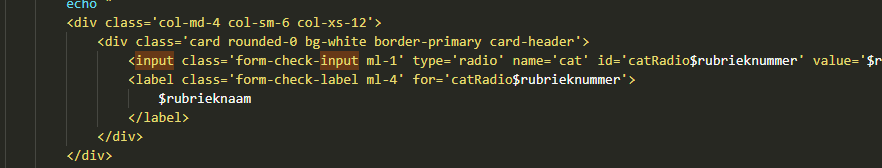 echo "
<div class='col-md-4 col-sm-6 col-xs-12'>
<div class='card rounded-0 bg-white border-primary card-header'>
<input class='form-check-input ml-1' type='radio' name='cat' id='catRadio$rubrieknummer' value='$r
<label class='form-check-label ml-4' for='catRadio$rubrieknummer'>
$rubrieknaam
</label>
</div>
</div>